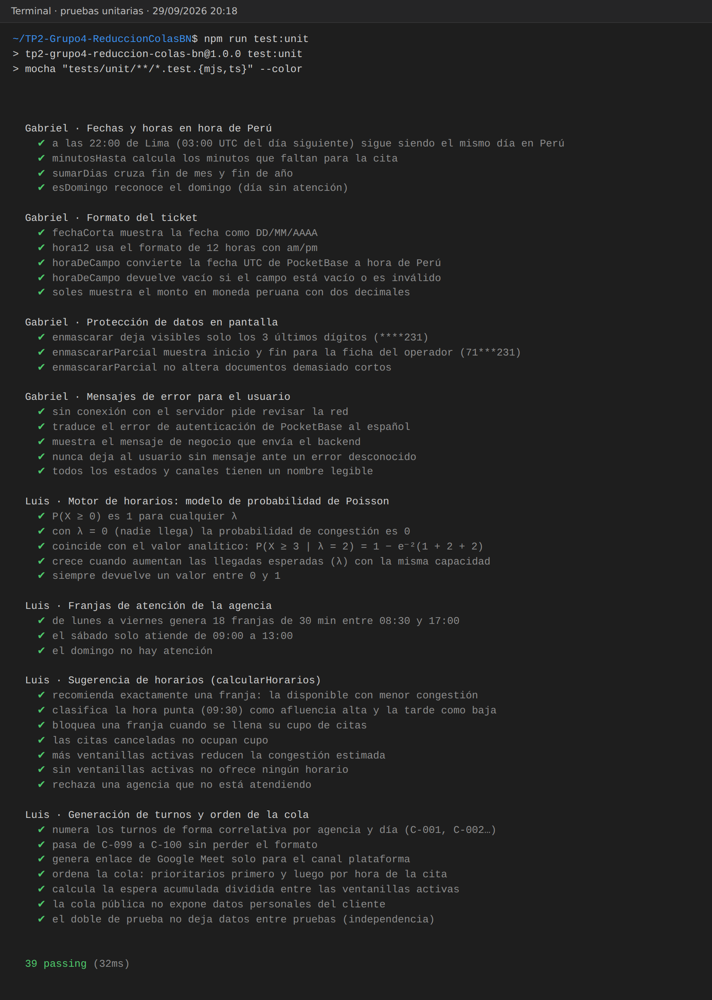 Terminal · pruebas unitarias · 29/09/2026 20:18
~/TP2-Grupo4-ReduccionColasBN$ npm run test:unit
> tp2-grupo4-reduccion-colas-bn@1.0.0 test:unit
> mocha "tests/unit/**/*.test.{mjs,ts}" --color
Gabriel · Fechas y horas en hora de Perú
✔ a las 22:00 de Lima (03:00 UTC del día siguiente) sigue siendo el mismo día en Perú
✔ minutosHasta calcula los minutos que faltan para la cita
✔ sumarDias cruza fin de mes y fin de año
✔ esDomingo reconoce el domingo (día sin atención)
Gabriel · Formato del ticket
✔ fechaCorta muestra la fecha como DD/MM/AAAA
✔ hora12 usa el formato de 12 horas con am/pm
✔ horaDeCampo convierte la fecha UTC de PocketBase a hora de Perú
✔ horaDeCampo devuelve vacío si el campo está vacío o es inválido
✔ soles muestra el monto en moneda peruana con dos decimales
Gabriel · Protección de datos en pantalla
✔ enmascarar deja visibles solo los 3 últimos dígitos (****231)
✔ enmascararParcial muestra inicio y fin para la ficha del operador (71***231)
✔ enmascararParcial no altera documentos demasiado cortos
Gabriel · Mensajes de error para el usuario
✔ sin conexión con el servidor pide revisar la red
✔ traduce el error de autenticación de PocketBase al español
✔ muestra el mensaje de negocio que envía el backend
✔ nunca deja al usuario sin mensaje ante un error desconocido
✔ todos los estados y canales tienen un nombre legible
Luis · Motor de horarios: modelo de probabilidad de Poisson
✔ P(X ≥ 0) es 1 para cualquier λ
✔ con λ = 0 (nadie llega) la probabilidad de congestión es 0
✔ coincide con el valor analítico: P(X ≥ 3 | λ = 2) = 1 − e⁻²(1 + 2 + 2)
✔ crece cuando aumentan las llegadas esperadas (λ) con la misma capacidad
✔ siempre devuelve un valor entre 0 y 1
Luis · Franjas de atención de la agencia
✔ de lunes a viernes genera 18 franjas de 30 min entre 08:30 y 17:00
✔ el sábado solo atiende de 09:00 a 13:00
✔ el domingo no hay atención
Luis · Sugerencia de horarios (calcularHorarios)
✔ recomienda exactamente una franja: la disponible con menor congestión
✔ clasifica la hora punta (09:30) como afluencia alta y la tarde como baja
✔ bloquea una franja cuando se llena su cupo de citas
✔ las citas canceladas no ocupan cupo
✔ más ventanillas activas reducen la congestión estimada
✔ sin ventanillas activas no ofrece ningún horario
✔ rechaza una agencia que no está atendiendo
Luis · Generación de turnos y orden de la cola
✔ numera los turnos de forma correlativa por agencia y día (C-001, C-002…)
✔ pasa de C-099 a C-100 sin perder el formato
✔ genera enlace de Google Meet solo para el canal plataforma
✔ ordena la cola: prioritarios primero y luego por hora de la cita
✔ calcula la espera acumulada dividida entre las ventanillas activas
✔ la cola pública no expone datos personales del cliente
✔ el doble de prueba no deja datos entre pruebas (independencia)
39 passing (32ms)